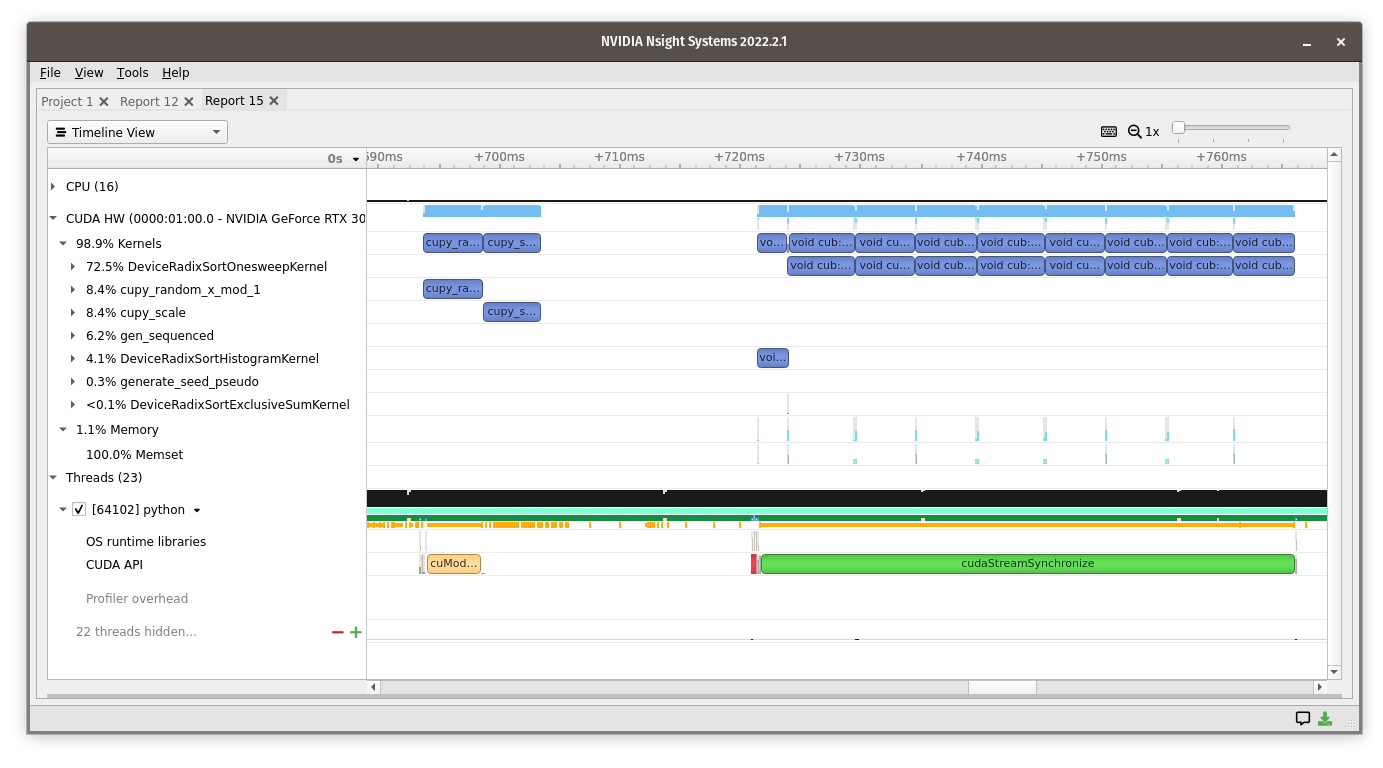 NVIDIA Nsight Systems 2022.2.1
File View Tools Help
Project 1 Report 12 Report 15
Timeline View 1x
0s 690ms +700ms +710ms +720ms +730ms +740ms +750ms +760ms
CPU (16)
CUDA HW (0000:01:00.0 - NVIDIA GeForce RTX 30
98.9% Kernels cupy_ra... cupy_s... vo... void cub:... void cu... void cub... void cub:... void cu... void cub... void cub:... void cub...
72.5% DeviceRadixSortOnesweepKernel void cub:... void cu... void cub... void cub:... void cu... void cub... void cub:... void cub...
8.4% cupy_random_x_mod_1 cupy_ra...
8.4% cupy_scale cupy_s...
6.2% gen_sequenced
4.1% DeviceRadixSortHistogramKernel voi...
0.3% generate_seed_pseudo
<0.1% DeviceRadixSortExclusiveSumKernel
1.1% Memory
100.0% Memset
Threads (23)
[64102] python
OS runtime libraries
CUDA API cuMod... cudaStreamSynchronize
Profiler overhead
22 threads hidden...